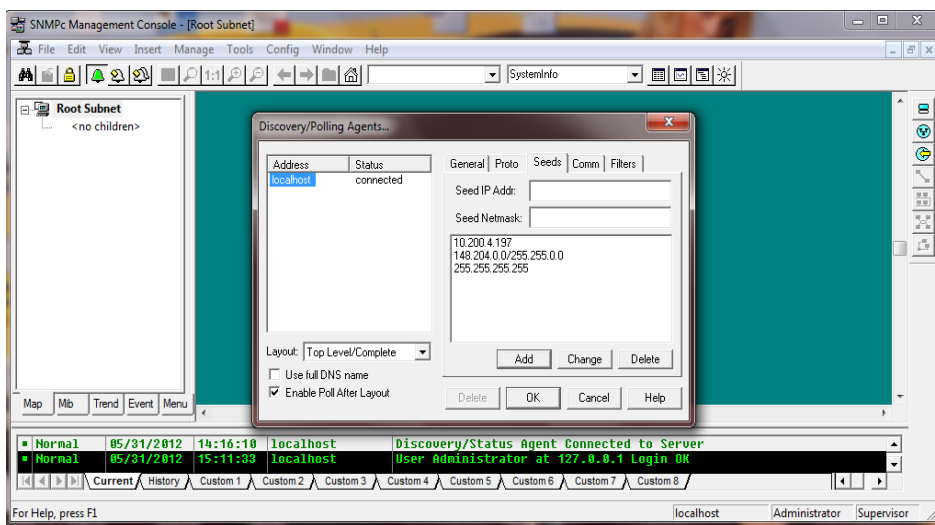 SNMPc Management Console - [Root Subnet]
File Edit View Insert Manage Tools Config Window Help
1:1 SystemInfo
Root Subnet
<no children>
Discovery/Polling Agents...
Address Status
localhost connected
General Proto Seeds Comm Filters
Seed IP Addr:
Seed Netmask:
10.200.4.197
148.204.0.0/255.255.0.0
255.255.255.255
Layout: Top Level/Complete
Add Change Delete
Use full DNS name
Enable Poll After Layout
Delete OK Cancel Help
Map Mib Trend Event Menu
Normal 05/31/2012 14:16:10 localhost Discovery/Status Agent Connected to Server
Normal 05/31/2012 15:11:33 localhost User Administrator at 127.0.0.1 Login OK
Current History Custom 1 Custom 2 Custom 3 Custom 4 Custom 5 Custom 6 Custom 7 Custom 8
For Help, press F1 localhost Administrator Supervisor